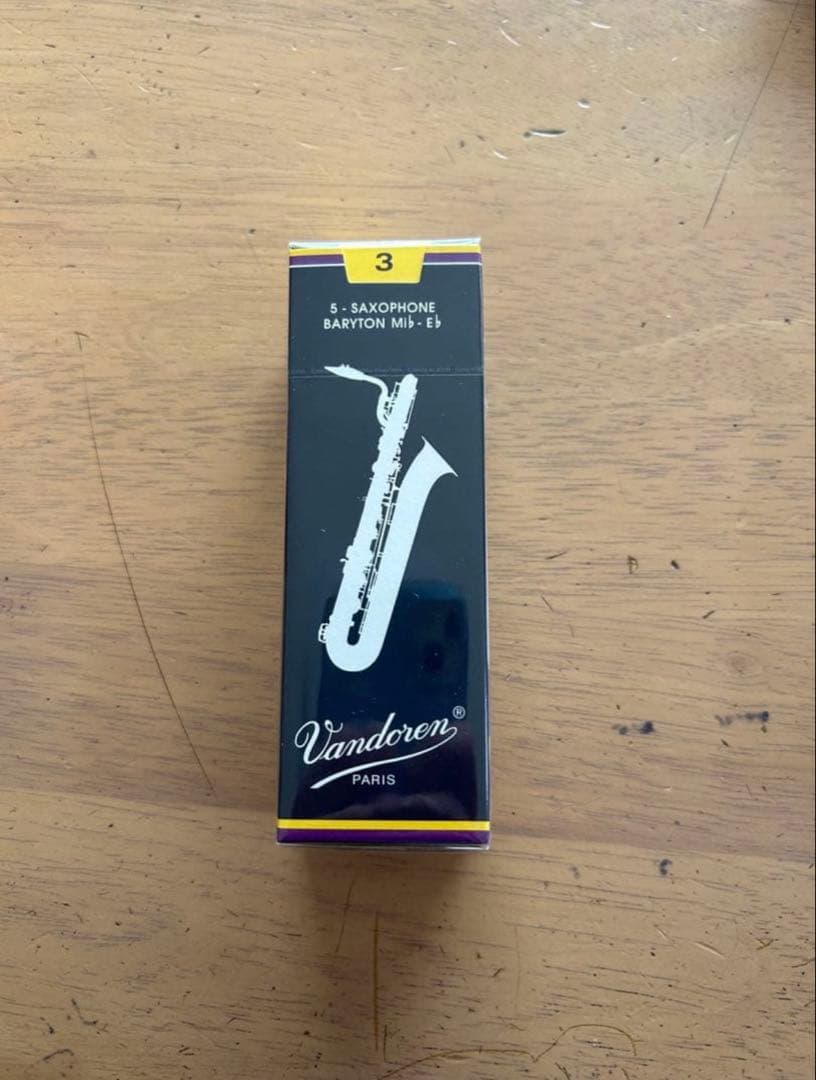 3
5 - SAXOPHONE
BARYTON Mi♭ - E♭
Vandoren®
PARIS